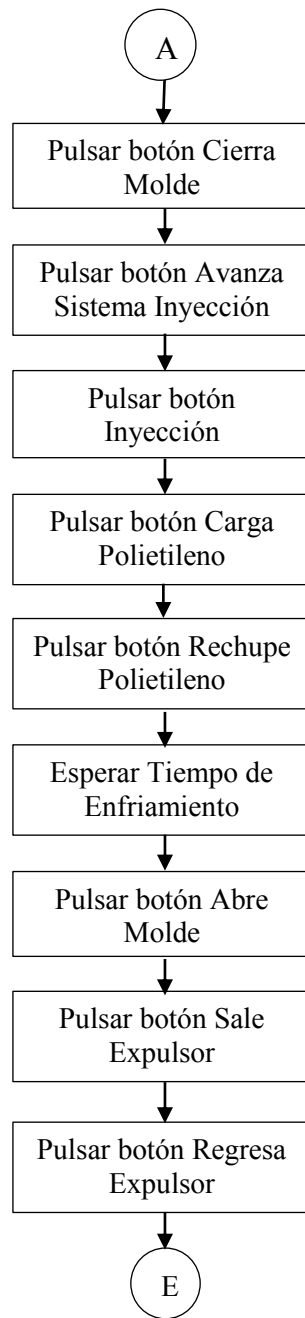 A
Pulsar botón Cierra
Molde
Pulsar botón Avanza
Sistema Inyección
Pulsar botón
Inyección
Pulsar botón Carga
Polietileno
Pulsar botón Rechupe
Polietileno
Esperar Tiempo de
Enfriamiento
Pulsar botón Abre
Molde
Pulsar botón Sale
Expulsor
Pulsar botón Regresa
Expulsor
E